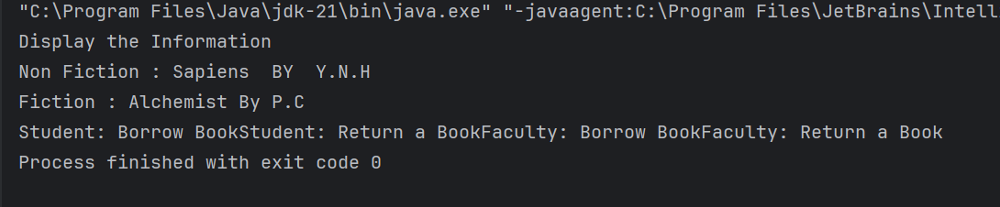 "C:\Program Files\Java\jdk-21\bin\java.exe" "-javaagent:C:\Program Files\JetBrains\Intell
Display the Information
Non Fiction : Sapiens  BY  Y.N.H
Fiction : Alchemist By P.C
Student: Borrow BookStudent: Return a BookFaculty: Borrow BookFaculty: Return a Book
Process finished with exit code 0